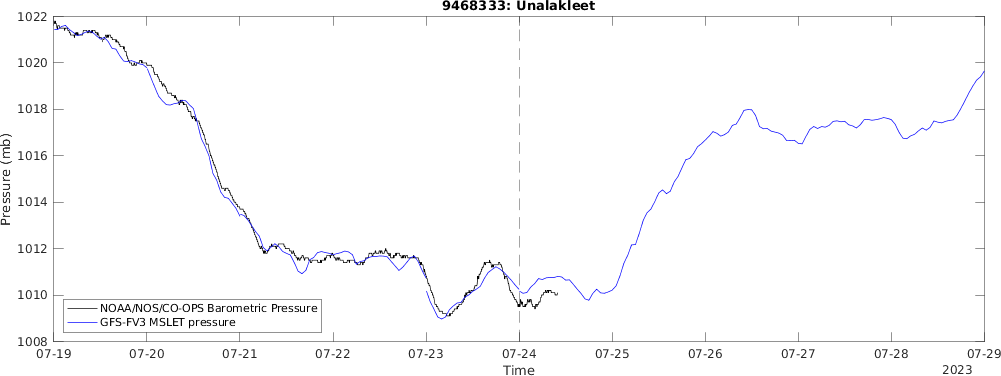 9468333: Unalakleet
Pressure (mb)
1022
1020
1018
1016
1014
1012
1010
1008
NOAA/NOS/CO-OPS Barometric Pressure
GFS-FV3 MSLET pressure
07-19 07-20 07-21 07-22 07-23 07-24 07-25 07-26 07-27 07-28 07-29
Time
2023